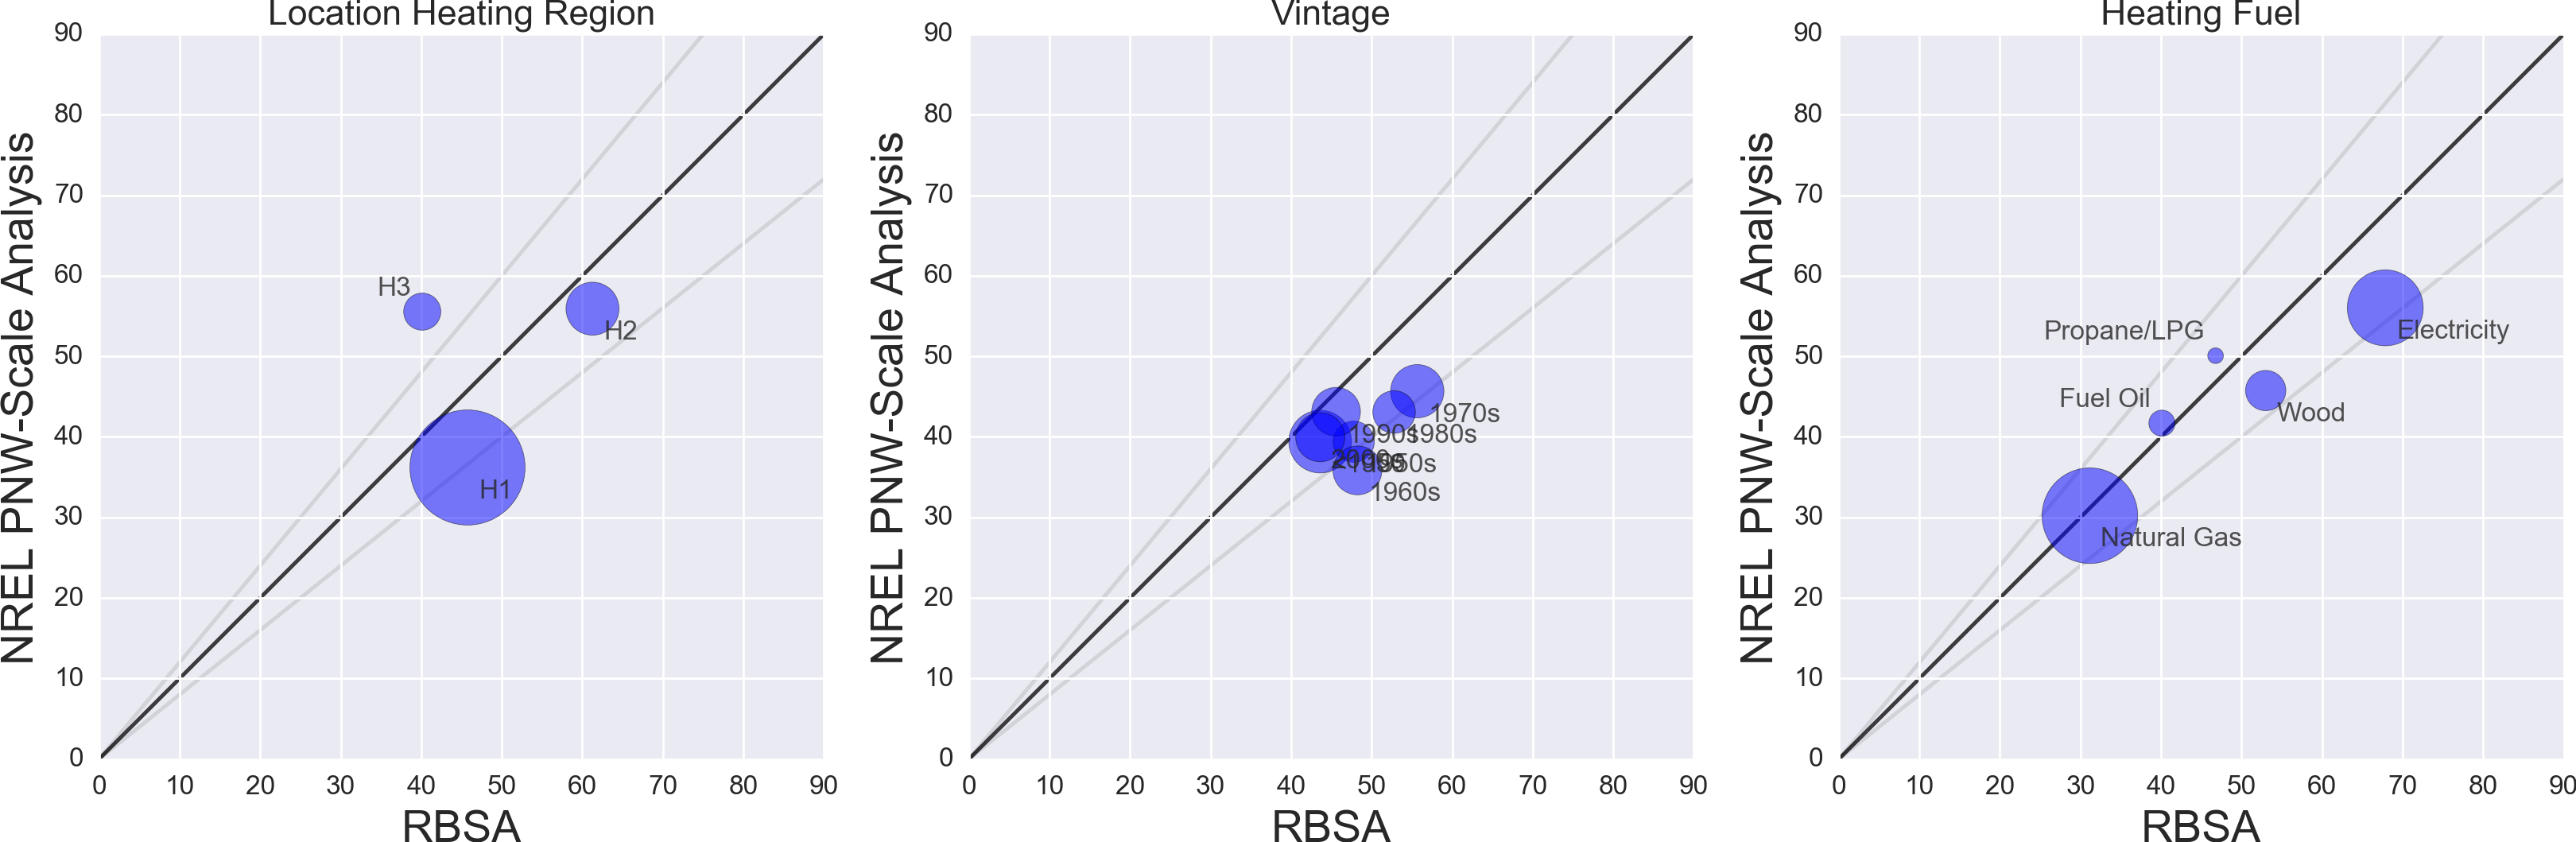 Location Heating Region
NREL PNW-Scale Analysis
90
80
70
60
50
40
30
20
10
0
H3
H2
H1
0 10 20 30 40 50 60 70 80 90
RBSA
Vintage
NREL PNW-Scale Analysis
90
80
70
60
50
40
30
20
10
0
1970s
1990s 1980s
1950s
1960s
0 10 20 30 40 50 60 70 80 90
RBSA
Heating Fuel
NREL PNW-Scale Analysis
90
80
70
60
50
40
30
20
10
0
Propane/LPG
Electricity
Fuel Oil
Wood
Natural Gas
0 10 20 30 40 50 60 70 80 90
RBSA